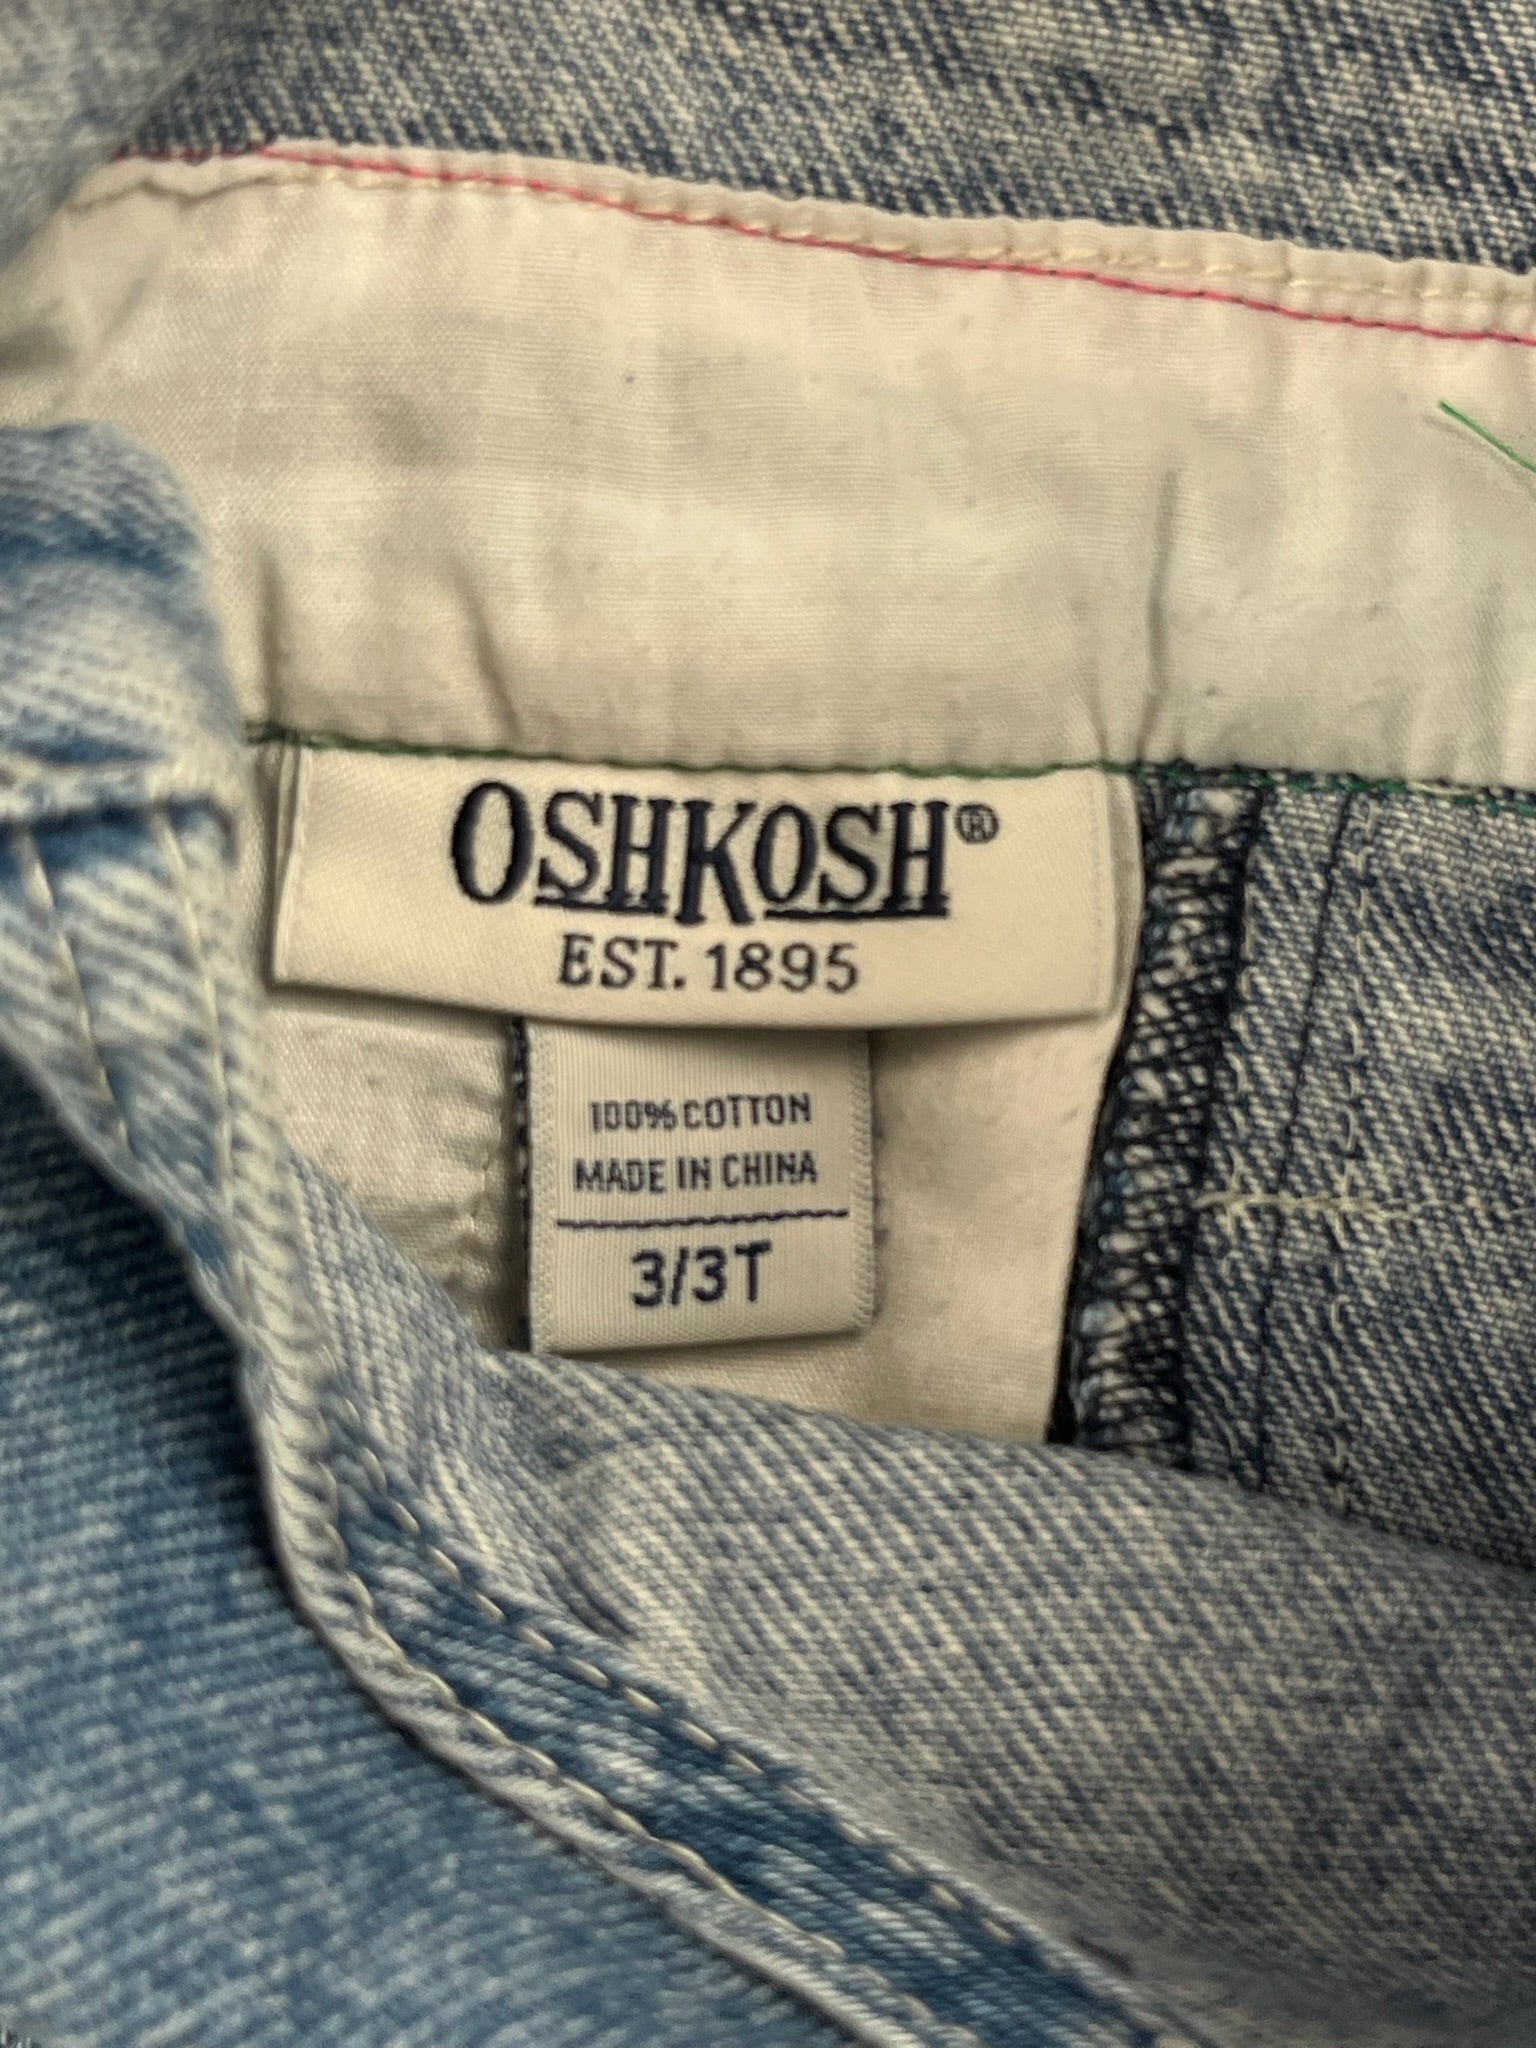 OSHKOSH®
EST. 1895
100% COTTON
MADE IN CHINA
3/3T